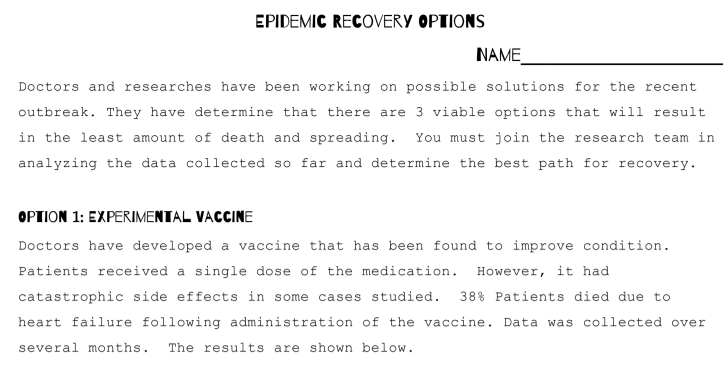 EPIDEMIC RECOVERY OPTIONS
NAME____________________
Doctors and researches have been working on possible solutions for the recent
outbreak. They have determine that there are 3 viable options that will result
in the least amount of death and spreading.  You must join the research team in
analyzing the data collected so far and determine the best path for recovery.
OPTION 1: EXPERIMENTAL VACCINE
Doctors have developed a vaccine that has been found to improve condition.
Patients received a single dose of the medication.  However, it had
catastrophic side effects in some cases studied.  38% Patients died due to
heart failure following administration of the vaccine. Data was collected over
several months.  The results are shown below.